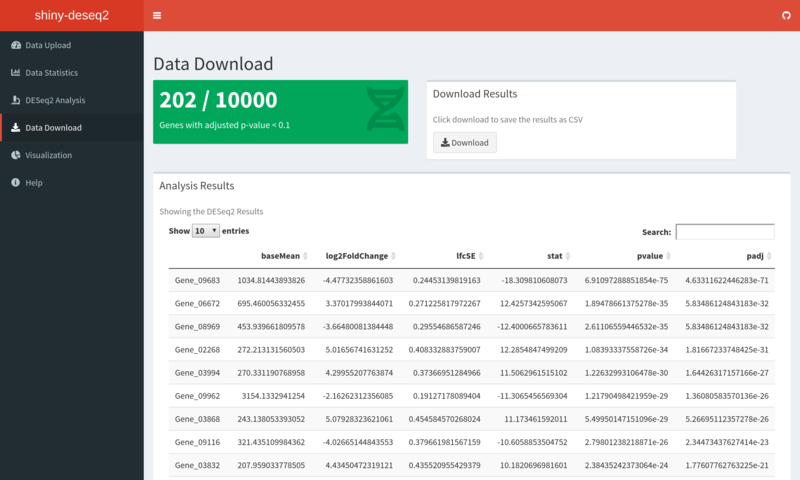 shiny-deseq2
Data Upload
Data Statistics
DESeq2 Analysis
Data Download
Visualization
Help
Data Download
202 / 10000
Genes with adjusted p-value < 0.1
Download Results
Click download to save the results as CSV
Download
Analysis Results
Showing the DESeq2 Results
Show 10 entries
Search:
baseMean log2FoldChange lfcSE stat pvalue padj
Gene_09683 1034.81443893826 -4.47732358861603 0.24453139819163 -18.309810608073 6.91097288851854e-75 4.63311622446283e-71
Gene_06672 695.460056332455 3.37017993844071 0.271225817972267 12.4257342595067 1.89478661375278e-35 5.83486124843183e-32
Gene_08969 453.939661809578 -3.66480081384448 0.29554686587246 -12.4000665783611 2.61106559446532e-35 5.83486124843183e-32
Gene_02268 272.213131560503 5.01656741631252 0.408332883759007 12.2854847499209 1.08393337558726e-34 1.81667233748425e-31
Gene_03994 270.331190768958 4.29955207763874 0.37366951284966 11.5062961515102 1.22632993106478e-30 1.64426317157166e-27
Gene_09962 3154.1332941254 -2.16262312356085 0.19127178089404 -11.3065456569304 1.21790498421959e-29 1.36080583570136e-26
Gene_03868 243.138053393052 5.07928323621061 0.454584570268024 11.173461592011 5.49950147151096e-29 5.26695112357278e-26
Gene_09116 321.435109984362 -4.02665144843553 0.379661981567159 -10.6058853504752 2.79801238218871e-26 2.34473437627414e-23
Gene_03832 207.959033778505 4.43450472319121 0.435520955429379 10.1820696981601 2.38435242373064e-24 1.77607762763225e-21